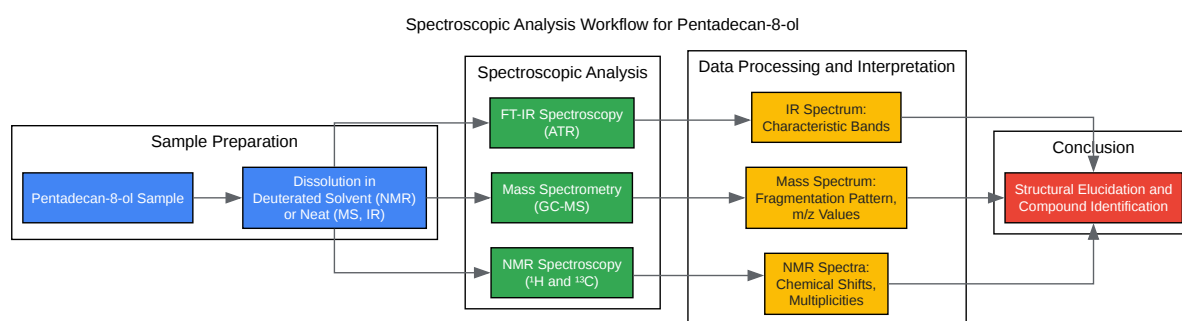 Spectroscopic Analysis Workflow for Pentadecan-8-ol
Sample Preparation
Pentadecan-8-ol Sample
Dissolution in
Deuterated Solvent (NMR)
or Neat (MS, IR)
Spectroscopic Analysis
FT-IR Spectroscopy
(ATR)
Mass Spectrometry
(GC-MS)
NMR Spectroscopy
(¹H and ¹³C)
Data Processing and Interpretation
IR Spectrum:
Characteristic Bands
Mass Spectrum:
Fragmentation Pattern,
m/z Values
NMR Spectra:
Chemical Shifts,
Multiplicities
Conclusion
Structural Elucidation and
Compound Identification